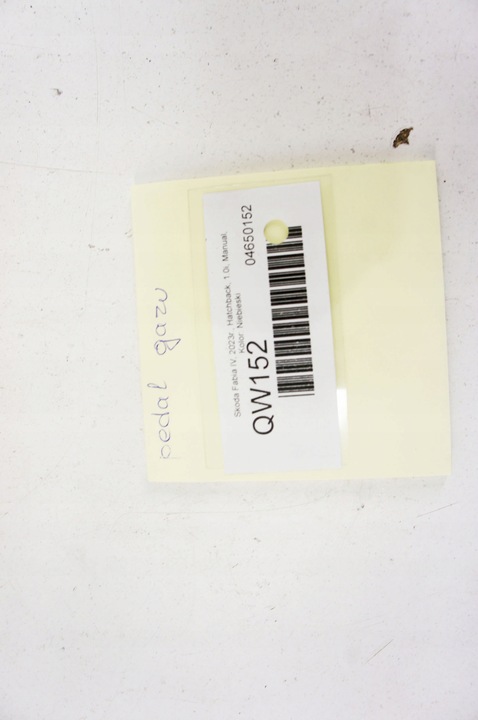 pedal gazu
Skoda Fabia IV, 2023r., Hatchback, 1.0i, Manual,
Kolor: Niebieski
QW152
04650152